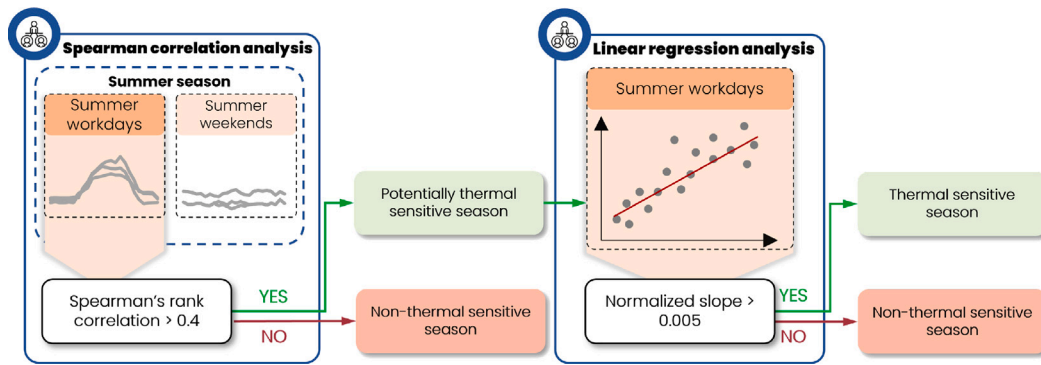 Spearman correlation analysis
Summer season
Summer
workdays
Summer
weekends
Spearman's rank
correlation > 0.4
YES
NO
Potentially thermal
sensitive season
Non-thermal sensitive
season
Linear regression analysis
Summer workdays
Normalized slope >
0.005
YES
NO
Thermal sensitive
season
Non-thermal sensitive
season